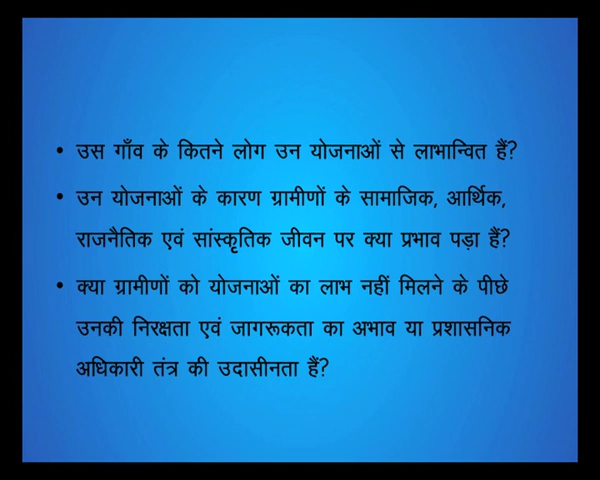 • उस गाँव के कितने लोग उन योजनाओं से लाभान्वित हैं?
• उन योजनाओं के कारण ग्रामीणों के सामाजिक, आर्थिक,
राजनैतिक एवं सांस्कृतिक जीवन पर क्या प्रभाव पड़ा हैं?
• क्या ग्रामीणों को योजनाओं का लाभ नहीं मिलने के पीछे
उनकी निरक्षता एवं जागरूकता का अभाव या प्रशासनिक
अधिकारी तंत्र की उदासीनता हैं?